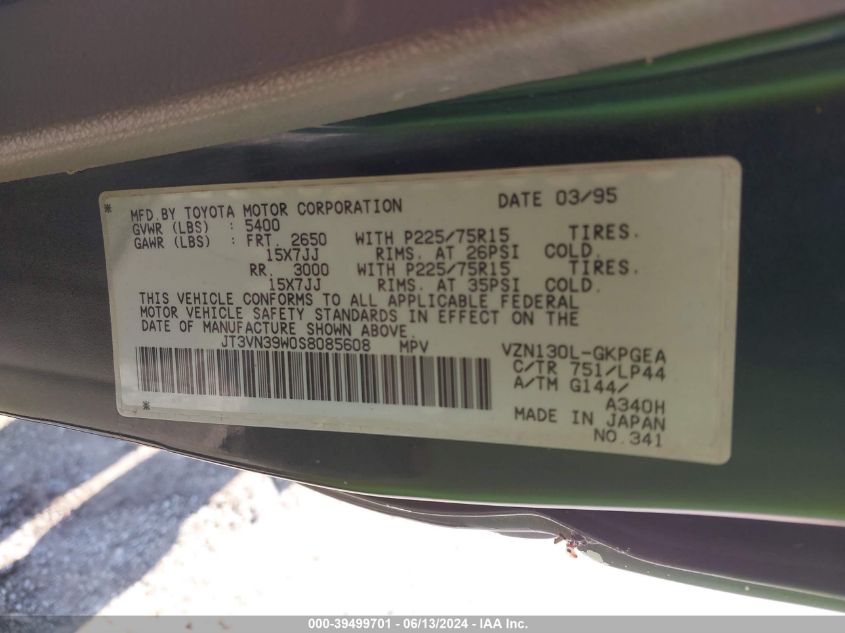 * MFD.BY TOYOTA MOTOR CORPORATION DATE 03/95
GVWR (LBS) : 5400
GAWR (LBS) : FRT. 2650 WITH P225/75R15 TIRES.
15X7JJ RIMS. AT 26PSI COLD.
RR. 3000 WITH P225/75R15 TIRES.
15X7JJ RIMS. AT 35PSI COLD.
THIS VEHICLE CONFORMS TO ALL APPLICABLE FEDERAL
MOTOR VEHICLE SAFETY STANDARDS IN EFFECT ON THE
DATE OF MANUFACTURE SHOWN ABOVE.
JT3VN39W0S8085608 MPV VZN130L-GKPGEA
C/TR 751/LP44
A/TM G144/
A340H
* MADE IN JAPAN
NO.341
000-39499701 - 06/13/2024 - IAA Inc.